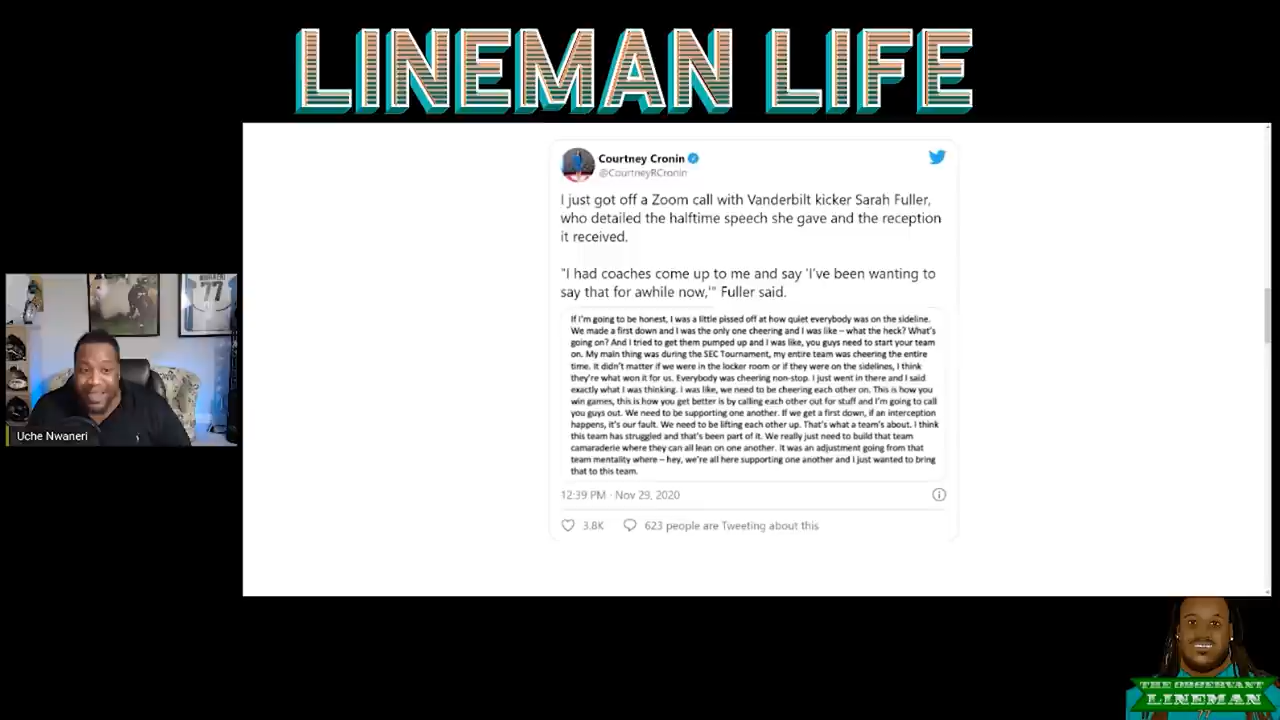 LINEMAN LIFE
Courtney Cronin
@CourtneyRCronin
I just got off a Zoom call with Vanderbilt kicker Sarah Fuller,
who detailed the halftime speech she gave and the reception
it received.
"I had coaches come up to me and say 'I've been wanting to
say that for awhile now,'" Fuller said.
If I'm going to be honest, I was a little pissed off at how quiet everybody was on the sideline.
We made a first down and I was the only one cheering and I was like – what the heck? What's
going on? And I tried to get them pumped up and I was like, you guys need to start your team
on. My main thing was during the SEC Tournament, my entire team was cheering the entire
time. It didn't matter if we were in the locker room or if they were on the sidelines, I think
they're what won it for us. Everybody was cheering non-stop. I just went in there and I said
exactly what I was thinking. I was like, we need to be cheering each other on. This is how you
win games, this is how you get better is by calling each other out for stuff and I'm going to call
you guys out. We need to be supporting one another. If we get a first down, if an interception
happens, it's our fault. We need to be lifting each other up. That's what a team's about. I think
this team has struggled and that's been part of it. We really just need to build that team
camaraderie where they can all lean on one another. It was an adjustment going from that
team mentality where – hey, we're all here supporting one another and I just wanted to bring
that to this team.
12:39 PM · Nov 29, 2020
3.8K 623 people are Tweeting about this
77
Uche Nwaneri
THE OBSERVANT
LINEMAN
77